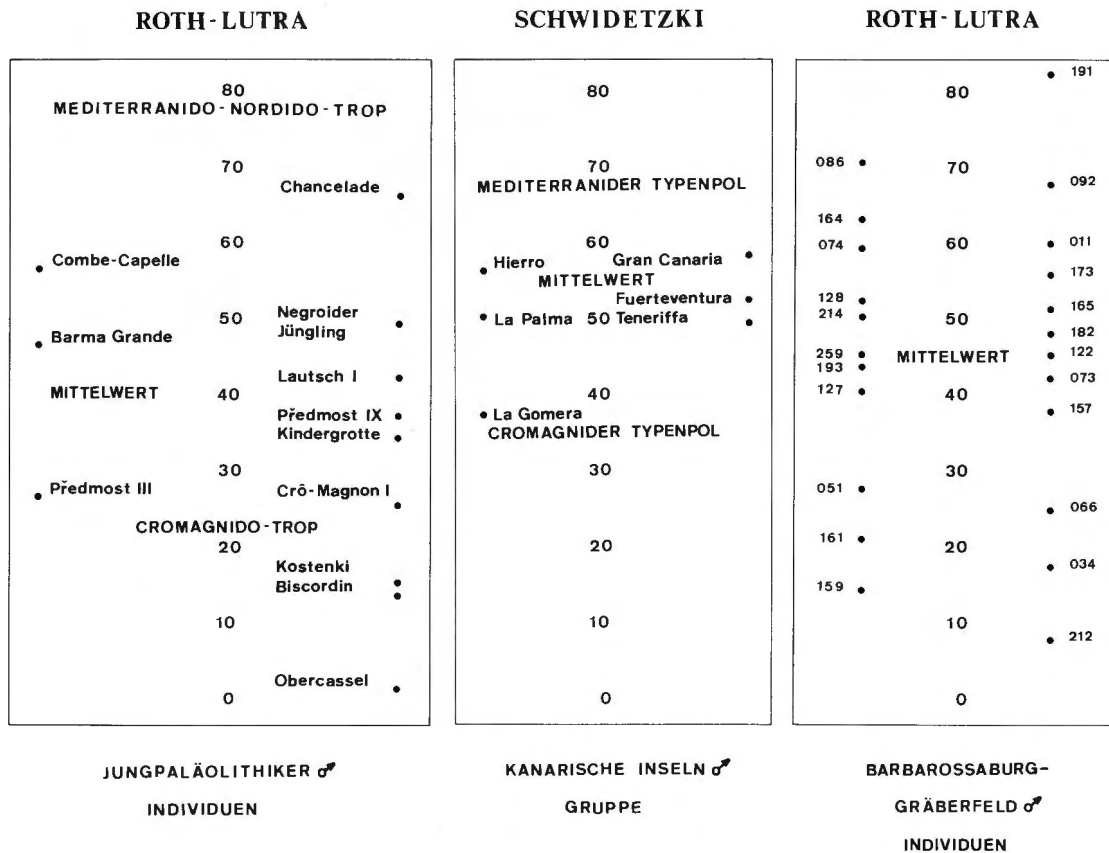 ROTH-LUTRA
80
MEDITERRANIDO-NORDIDO-TROP
70
Chancelade
60
Combe-Capelle
Negroider
50
Jüngling
Barma Grande
Lautsch I
MITTELWERT
40
Předmost IX
Kindergrotte
30
Předmost III
Crô-Magnon I
CROMAGNIDO-TROP
20
Kostenki
Biscordin
10
Obercassel
0
JUNGPALÄOLITHIKER ♂
INDIVIDUEN
SCHWIDETZKI
80
70
MEDITERRANIDER TYPENPOL
60
Hierro Gran Canaria
MITTELWERT
Fuerteventura
La Palma 50 Teneriffa
40
La Gomera
CROMAGNIDER TYPENPOL
30
20
10
0
KANARISCHE INSELN ♂
GRUPPE
ROTH-LUTRA
191
80
086 70
092
164
074 60 011
173
128 165
214 50
182
259 MITTELWERT 122
193 073
127 40
157
30
051
066
161 20
034
159
10
212
0
BARBAROSSABURG-
GRÄBERFELD ♂
INDIVIDUEN